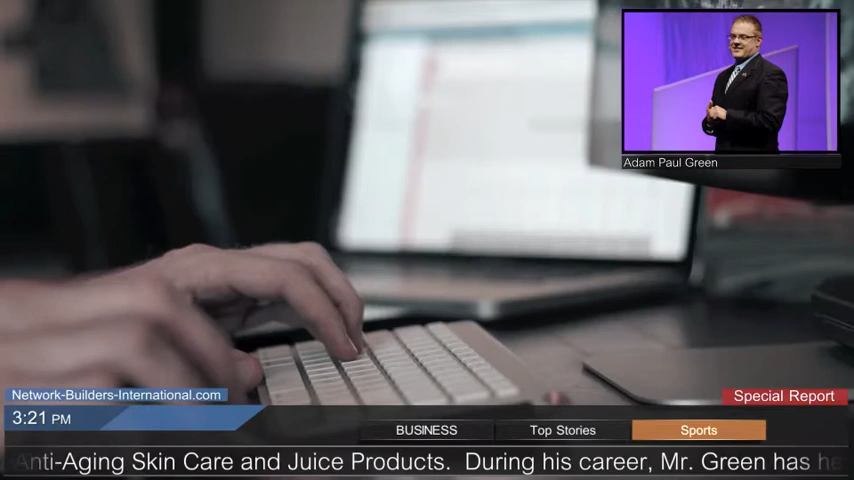 Adam Paul Green
Network-Builders-International.com
Special Report
3:21 PM
BUSINESS
Top Stories
Sports
Anti-Aging Skin Care and Juice Products. During his career, Mr. Green has he